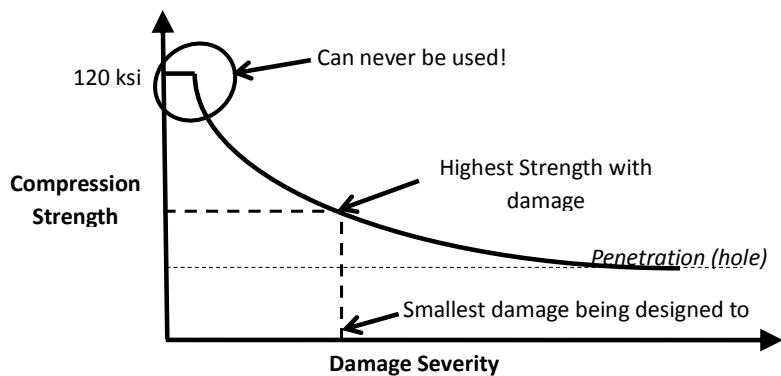 Can never be used!
120 ksi
Highest Strength with
damage
Compression
Strength
Penetration (hole)
Smallest damage being designed to
Damage Severity